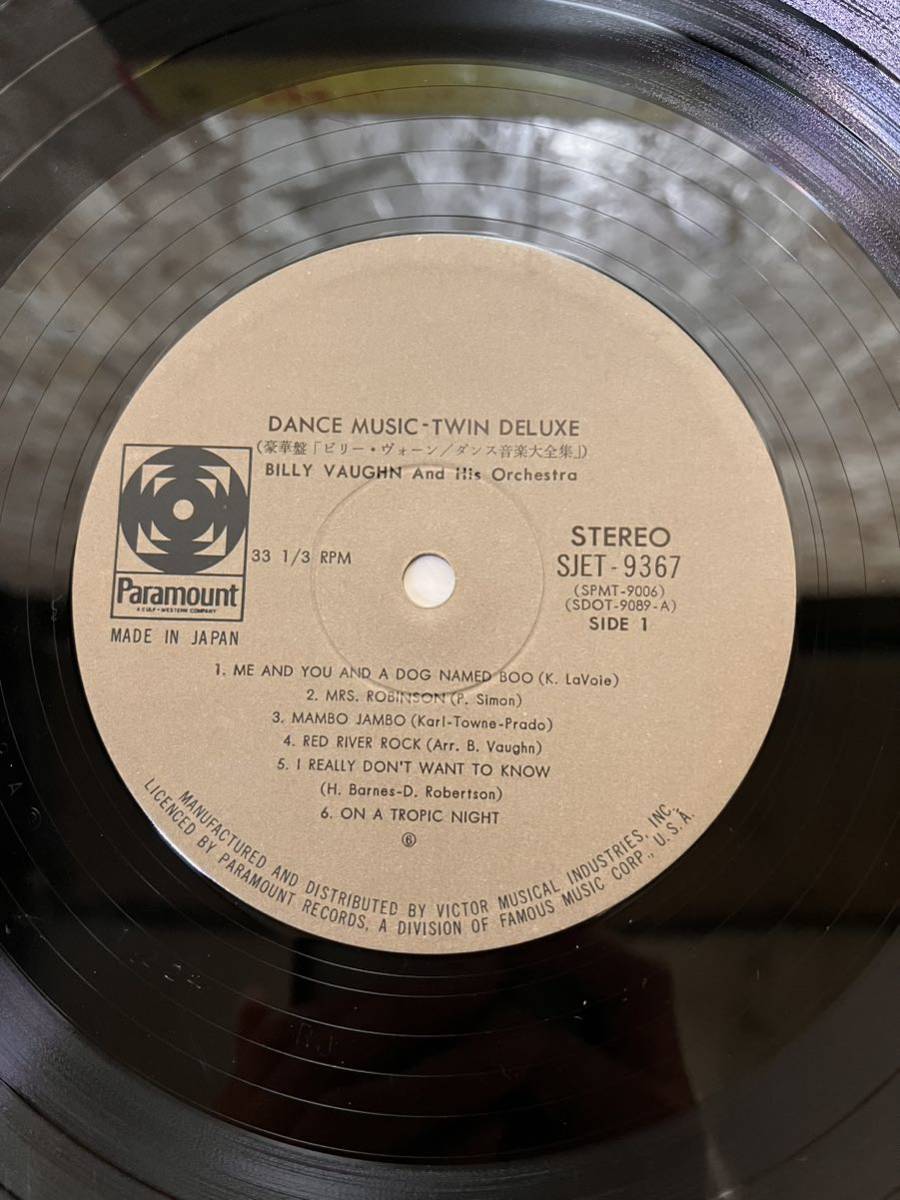 DANCE MUSIC-TWIN DELUXE
(豪華盤「ビリー・ヴォーン／ダンス音楽大全集」)
BILLY VAUGHN And His Orchestra
Paramount
A GULF+WESTERN COMPANY
MADE IN JAPAN
33 1/3 RPM
STEREO
SJET-9367
(SPMT-9006)
(SDOT-9089-A)
SIDE 1
1. ME AND YOU AND A DOG NAMED BOO (K. LaVoie)
2. MRS. ROBINSON (P. Simon)
3. MAMBO JAMBO (Karl-Towne-Prado)
4. RED RIVER ROCK (Arr. B. Vaughn)
5. I REALLY DON'T WANT TO KNOW
(H. Barnes-D. Robertson)
6. ON A TROPIC NIGHT
⑥
MANUFACTURED AND DISTRIBUTED BY VICTOR MUSICAL INDUSTRIES, INC.
LICENCED BY PARAMOUNT RECORDS, A DIVISION OF FAMOUS MUSIC CORP., U.S.A.